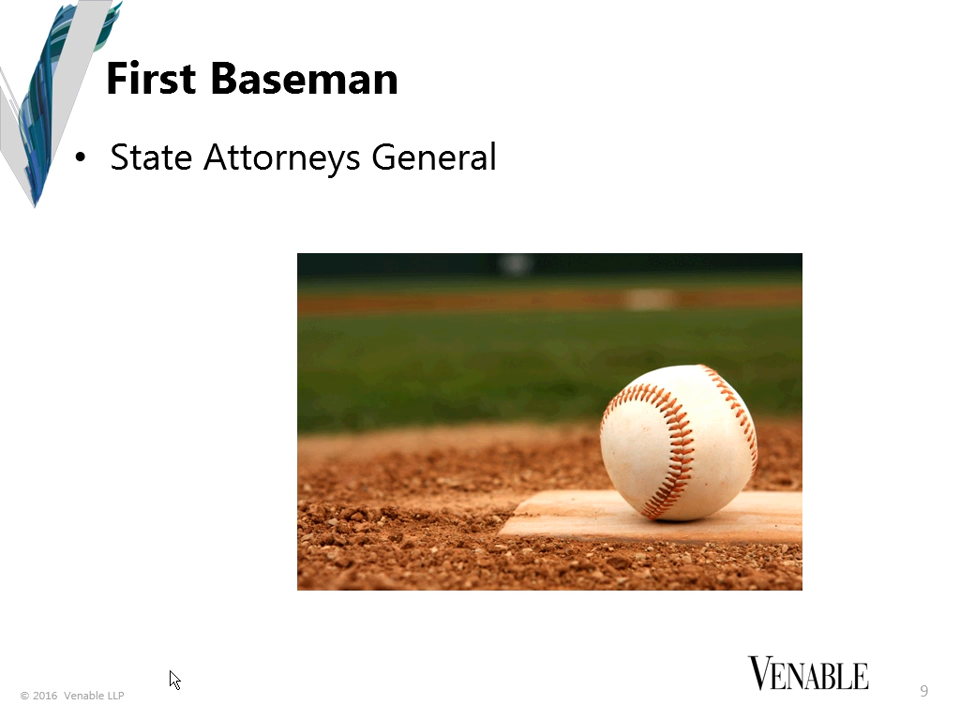 First Baseman
• State Attorneys General
VENABLE
© 2016 Venable LLP
9